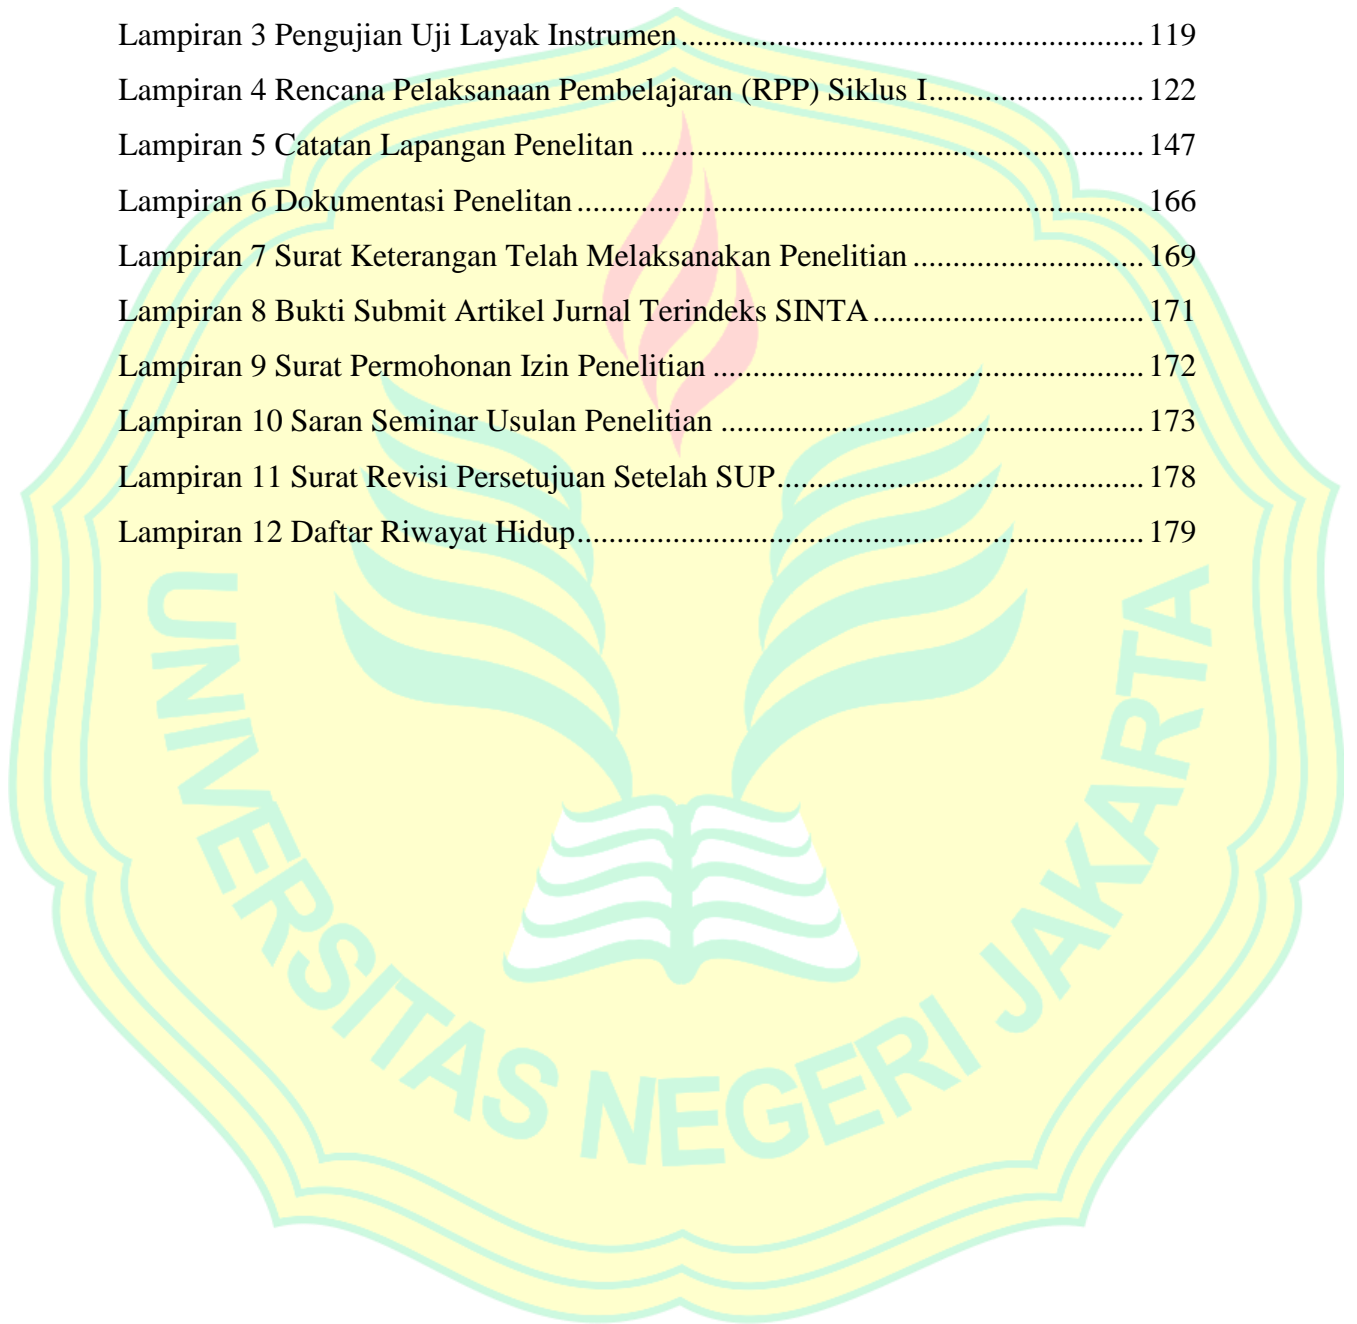 Lampiran 3 Pengujian Uji Layak Instrumen.......................................................... 119
Lampiran 4 Rencana Pelaksanaan Pembelajaran (RPP) Siklus I........................... 122
Lampiran 5 Catatan Lapangan Penelitan ............................................................... 147
Lampiran 6 Dokumentasi Penelitan ....................................................................... 166
Lampiran 7 Surat Keterangan Telah Melaksanakan Penelitian ............................. 169
Lampiran 8 Bukti Submit Artikel Jurnal Terindeks SINTA .................................. 171
Lampiran 9 Surat Permohonan Izin Penelitian ...................................................... 172
Lampiran 10 Saran Seminar Usulan Penelitian ..................................................... 173
Lampiran 11 Surat Revisi Persetujuan Setelah SUP.............................................. 178
Lampiran 12 Daftar Riwayat Hidup....................................................................... 179
UNIVERSITAS NEGERI JAKARTA